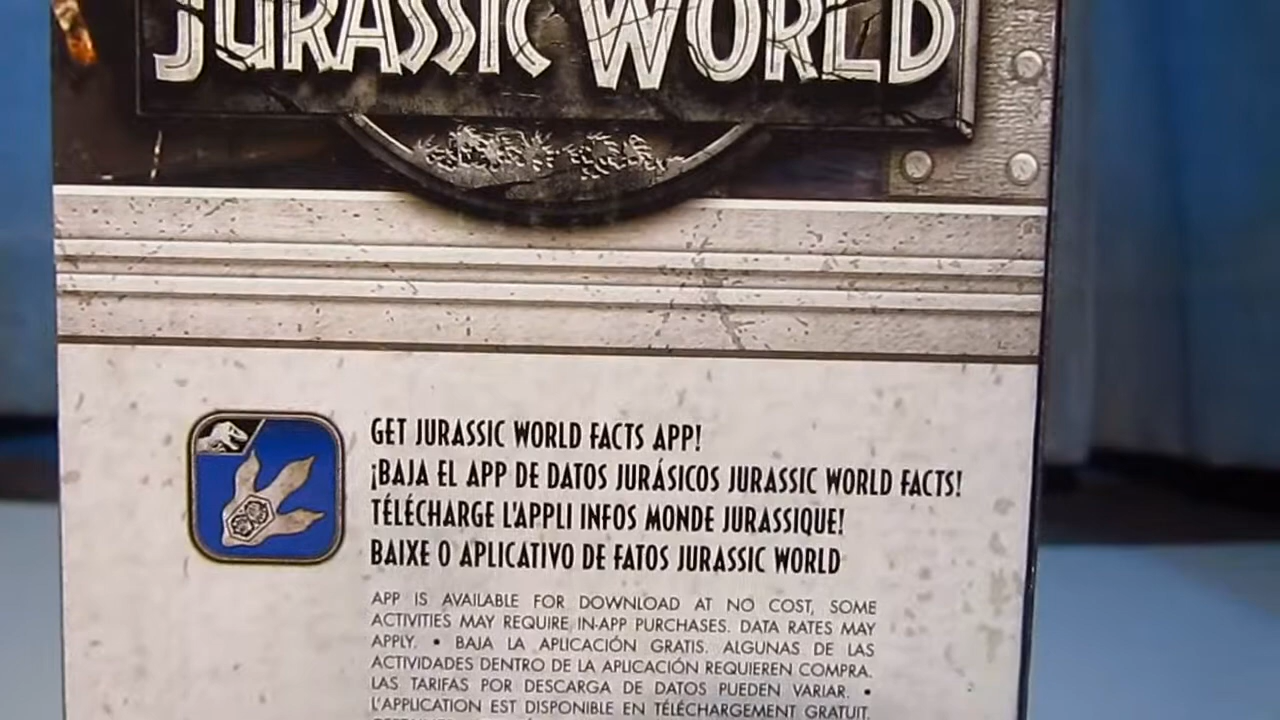 JURASSIC WORLD
GET JURASSIC WORLD FACTS APP!
¡BAJA EL APP DE DATOS JURÁSICOS JURASSIC WORLD FACTS!
TÉLÉCHARGE L'APPLI INFOS MONDE JURASSIQUE!
BAIXE O APLICATIVO DE FATOS JURASSIC WORLD
APP IS AVAILABLE FOR DOWNLOAD AT NO COST, SOME
ACTIVITIES MAY REQUIRE IN-APP PURCHASES. DATA RATES MAY
APPLY. • BAJA LA APLICACIÓN GRATIS. ALGUNAS DE LAS
ACTIVIDADES DENTRO DE LA APLICACIÓN REQUIEREN COMPRA.
LAS TARIFAS POR DESCARGA DE DATOS PUEDEN VARIAR. •
L'APPLICATION EST DISPONIBLE EN TÉLÉCHARGEMENT GRATUIT.